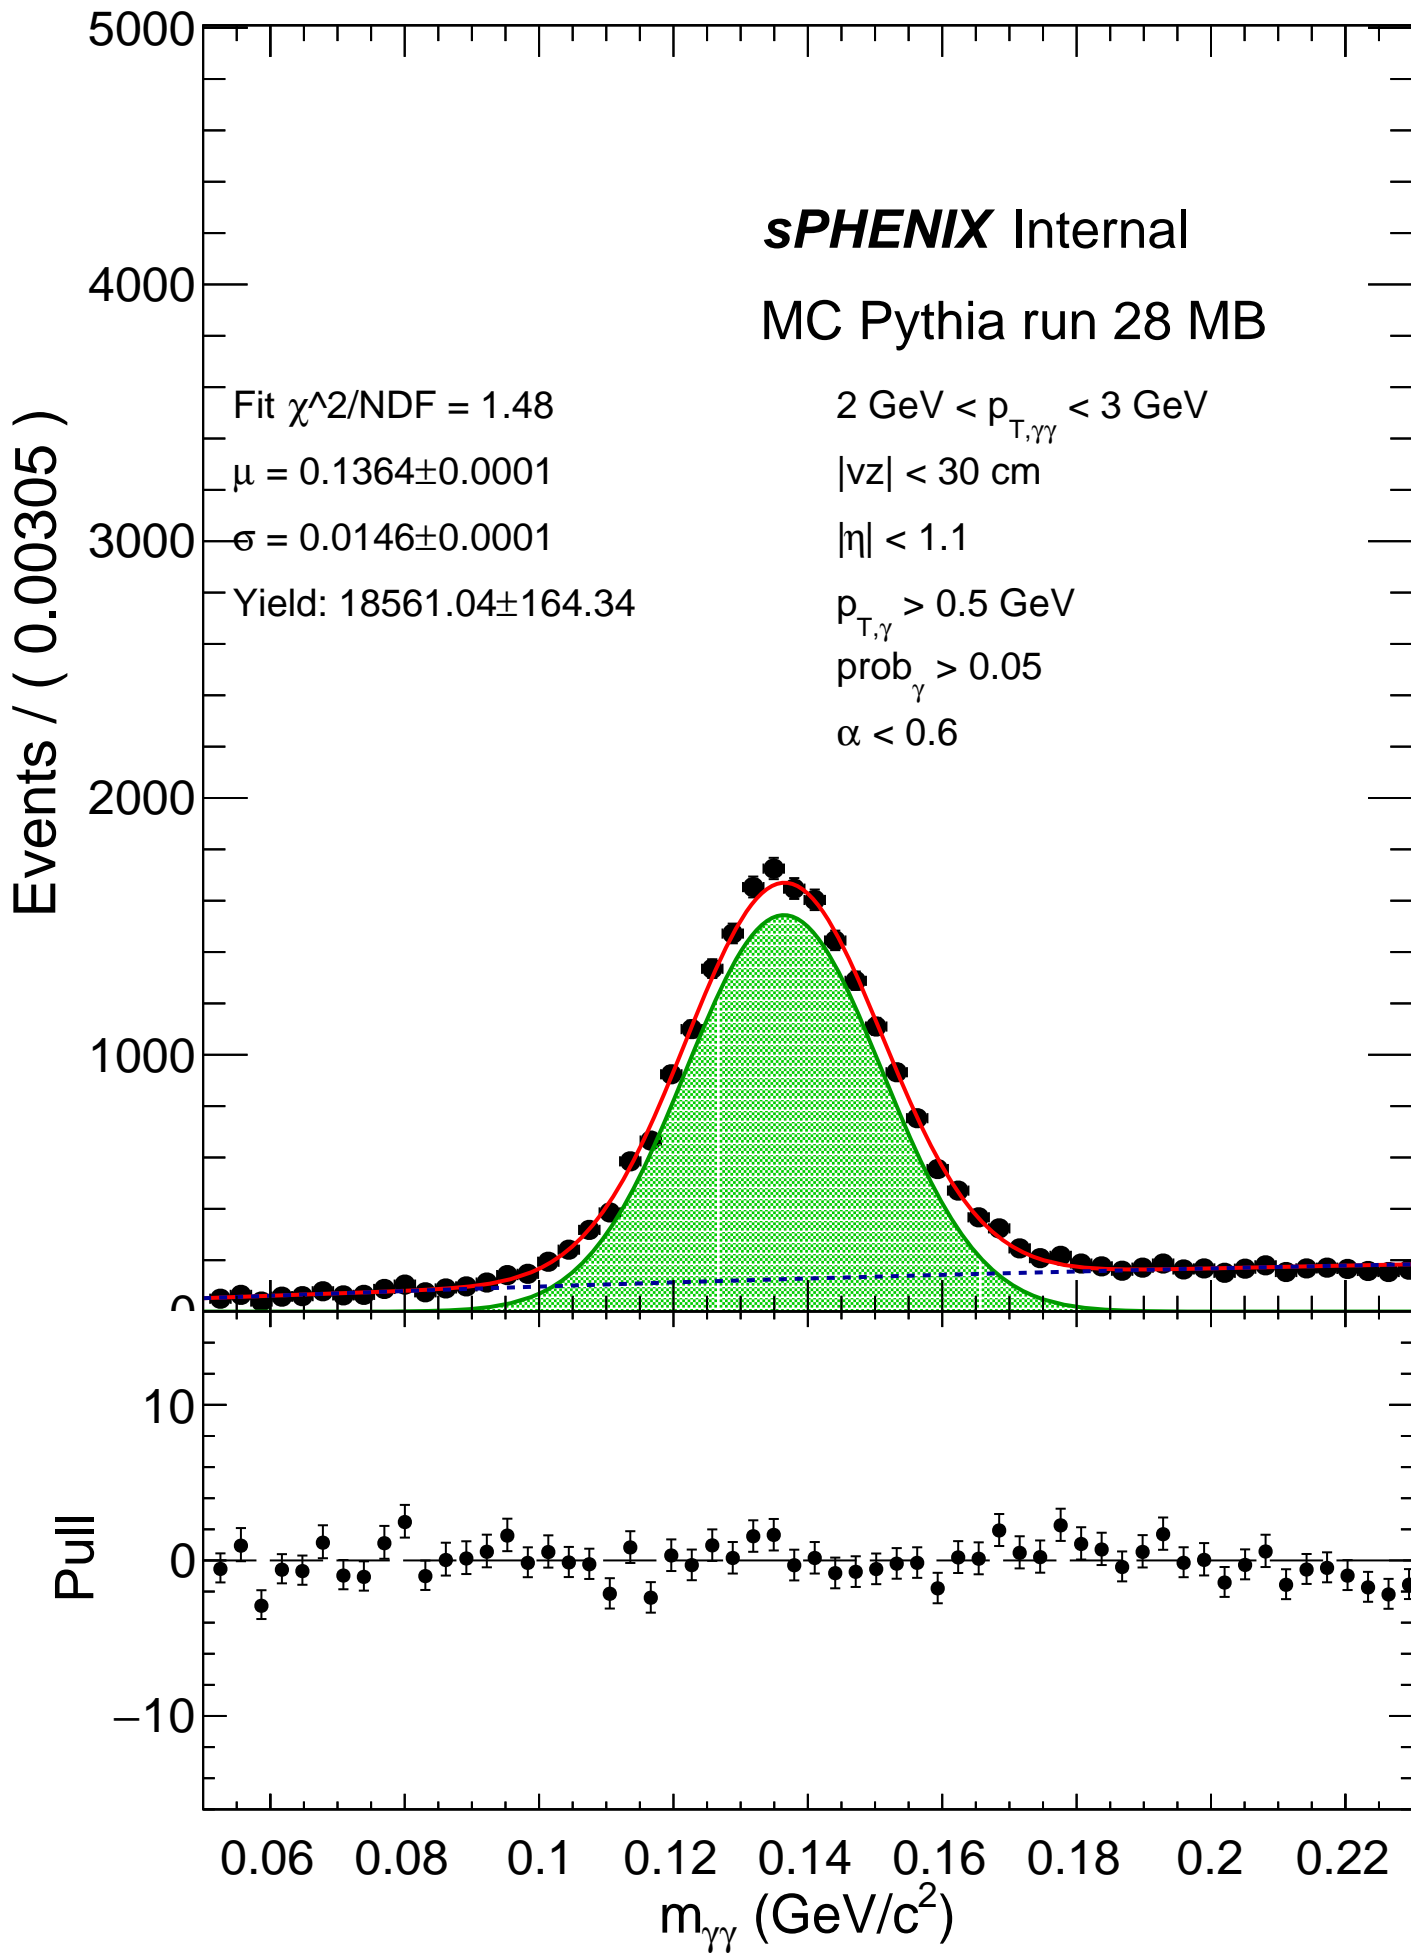 5000
4000
3000
2000
1000
0
Events / ( 0.00305 )
sPHENIX Internal
MC Pythia run 28 MB
Fit χ^2/NDF = 1.48
μ = 0.1364±0.0001
σ = 0.0146±0.0001
Yield: 18561.04±164.34
2 GeV < p_T,γγ < 3 GeV
|vz| < 30 cm
|η| < 1.1
p_T,γ > 0.5 GeV
prob_γ > 0.05
α < 0.6
10
0
−10
Pull
0.06 0.08 0.1 0.12 0.14 0.16 0.18 0.2 0.22
m_γγ (GeV/c²)